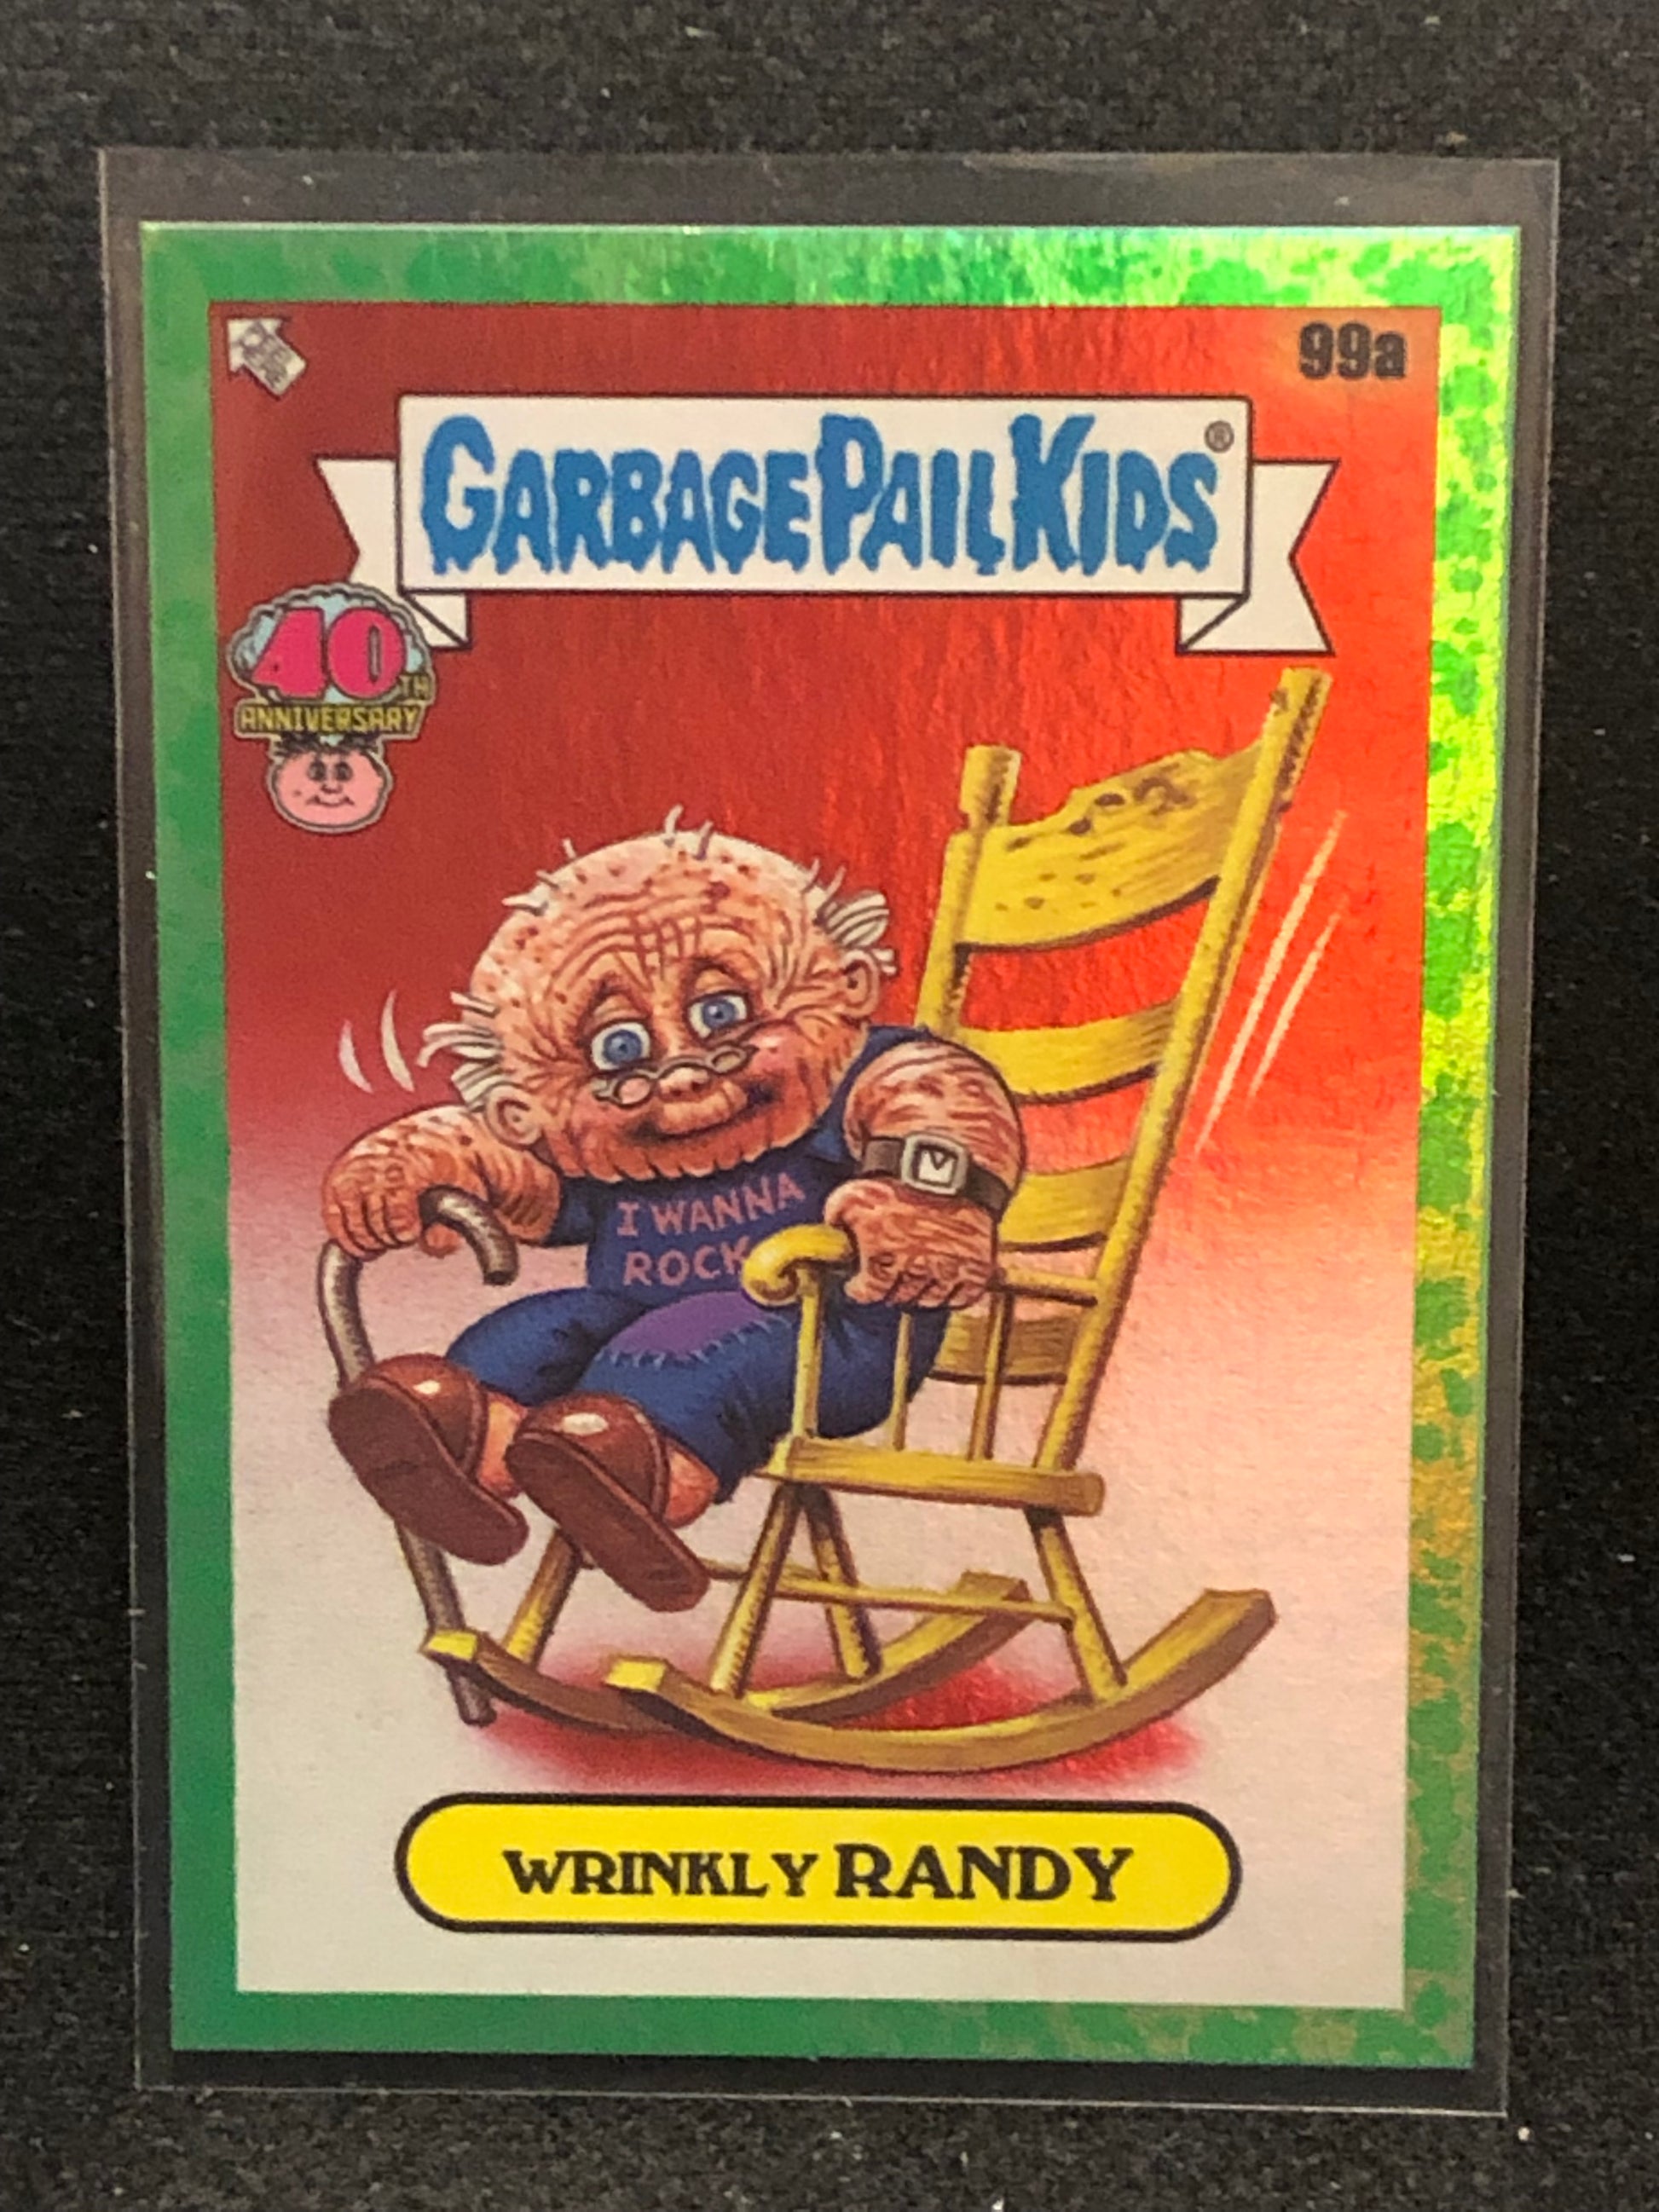 99a
GARBAGE PAIL KIDS®
40TH
ANNIVERSARY
I WANNA
ROCK
WRINKLY RANDY